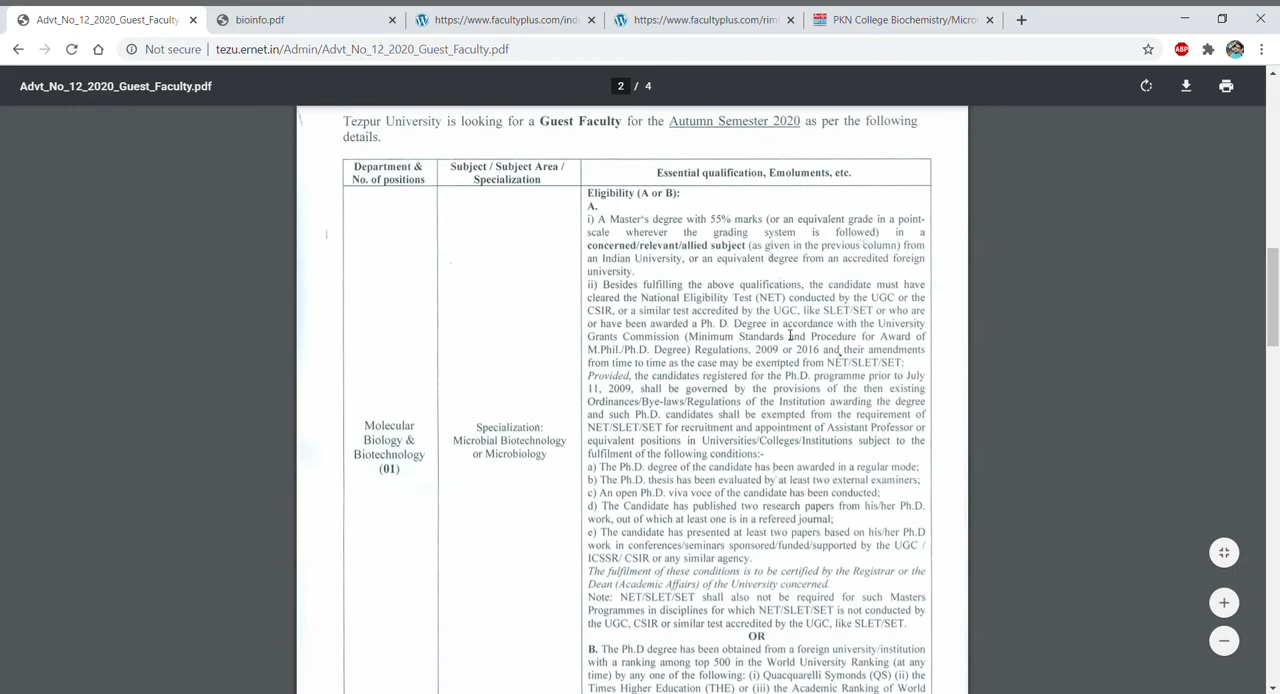 Advt_No_12_2020_Guest_Faculty.
bioinfo.pdf
https://www.facultyplus.com/ind
https://www.facultyplus.com/rim
PKN College Biochemistry/Micro
Not secure
tezu.ernet.in/Admin/Advt_No_12_2020_Guest_Faculty.pdf
ABP
Advt_No_12_2020_Guest_Faculty.pdf
2 / 4
Tezpur University is looking for a Guest Faculty for the Autumn Semester 2020 as per the following
details.
Department &
No. of positions
Subject / Subject Area /
Specialization
Essential qualification, Emoluments, etc.
Molecular
Biology &
Biotechnology
(01)
Specialization:
Microbial Biotechnology
or Microbiology
Eligibility (A or B):
A.
i) A Master's degree with 55% marks (or an equivalent grade in a point-
scale wherever the grading system is followed) in a
concerned/relevant/allied subject (as given in the previous column) from
an Indian University, or an equivalent degree from an accredited foreign
university.
ii) Besides fulfilling the above qualifications, the candidate must have
cleared the National Eligibility Test (NET) conducted by the UGC or the
CSIR, or a similar test accredited by the UGC, like SLET/SET or who are
or have been awarded a Ph. D. Degree in accordance with the University
Grants Commission (Minimum Standards and Procedure for Award of
M.Phil./Ph.D. Degree) Regulations, 2009 or 2016 and their amendments
from time to time as the case may be exempted from NET/SLET/SET:
Provided, the candidates registered for the Ph.D. programme prior to July
11, 2009, shall be governed by the provisions of the then existing
Ordinances/Bye-laws/Regulations of the Institution awarding the degree
and such Ph.D. candidates shall be exempted from the requirement of
NET/SLET/SET for recruitment and appointment of Assistant Professor or
equivalent positions in Universities/Colleges/Institutions subject to the
fulfilment of the following conditions:-
a) The Ph.D. degree of the candidate has been awarded in a regular mode;
b) The Ph.D. thesis has been evaluated by at least two external examiners;
c) An open Ph.D. viva voce of the candidate has been conducted;
d) The Candidate has published two research papers from his/her Ph.D.
work, out of which at least one is in a refereed journal;
e) The candidate has presented at least two papers based on his/her Ph.D
work in conferences/seminars sponsored/funded/supported by the UGC /
ICSSR/ CSIR or any similar agency.
The fulfilment of these conditions is to be certified by the Registrar or the
Dean (Academic Affairs) of the University concerned.
Note: NET/SLET/SET shall also not be required for such Masters
Programmes in disciplines for which NET/SLET/SET is not conducted by
the UGC, CSIR or similar test accredited by the UGC, like SLET/SET.
OR
B. The Ph.D degree has been obtained from a foreign university/institution
with a ranking among top 500 in the World University Ranking (at any
time) by any one of the following: (i) Quacquarelli Symonds (QS) (ii) the
Times Higher Education (THE) or (iii) the Academic Ranking of World